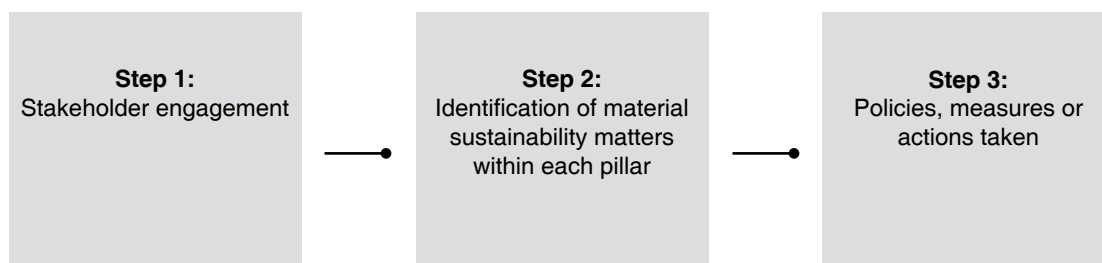 Step 1:
Stakeholder engagement
Step 2:
Identification of material
sustainability matters
within each pillar
Step 3:
Policies, measures or
actions taken